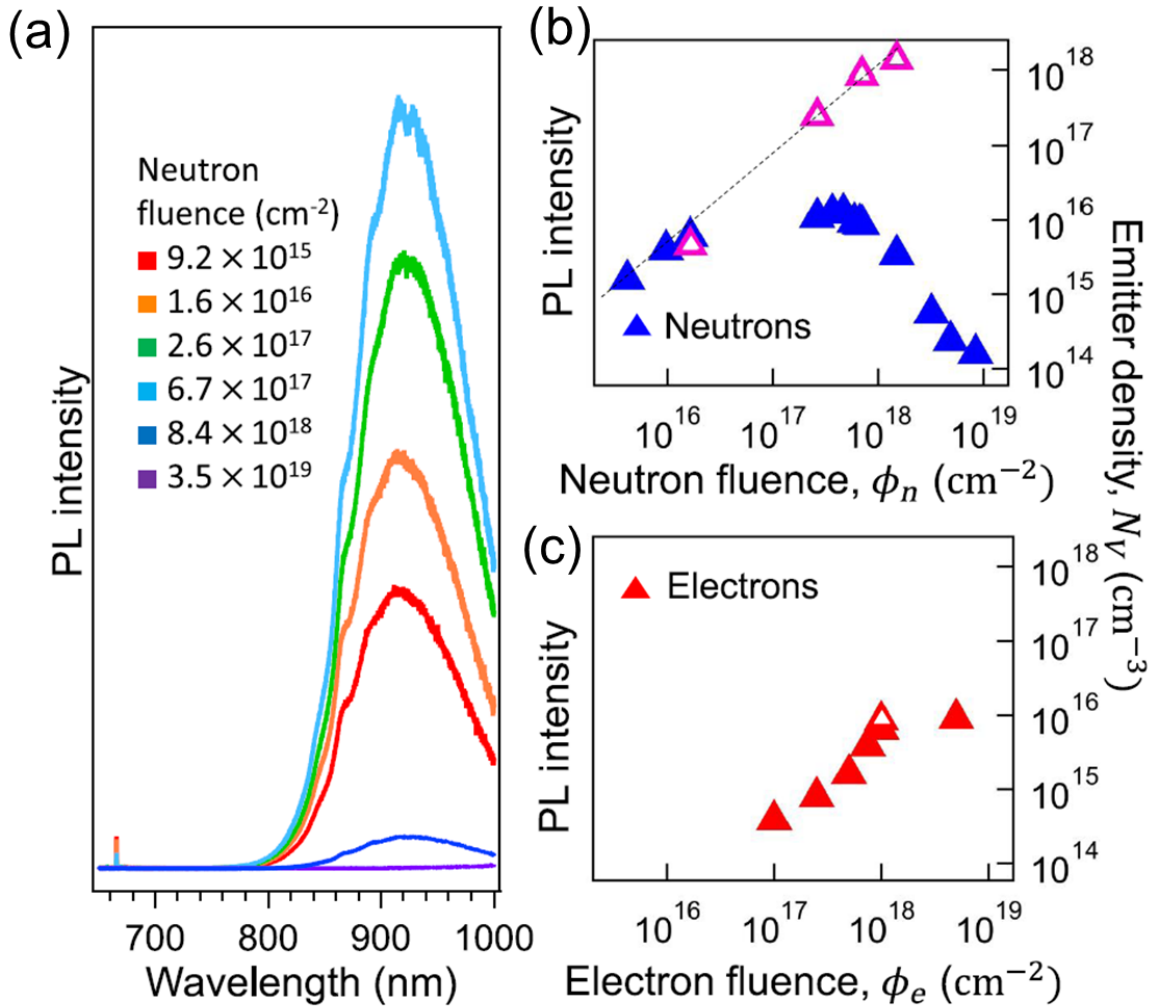 (a)
PL intensity
Neutron
fluence (cm⁻²)
9.2 × 10¹⁵
1.6 × 10¹⁶
2.6 × 10¹⁷
6.7 × 10¹⁷
8.4 × 10¹⁸
3.5 × 10¹⁹
700 800 900 1000
Wavelength (nm)
(b)
PL intensity
Neutrons
10¹⁸
10¹⁷
10¹⁶
10¹⁵
10¹⁴
10¹⁶ 10¹⁷ 10¹⁸ 10¹⁹
Neutron fluence, ϕₙ (cm⁻²)
Emitter density, N_V (cm⁻³)
(c)
PL intensity
Electrons
10¹⁸
10¹⁷
10¹⁶
10¹⁵
10¹⁴
10¹⁶ 10¹⁷ 10¹⁸ 10¹⁹
Electron fluence, ϕₑ (cm⁻²)